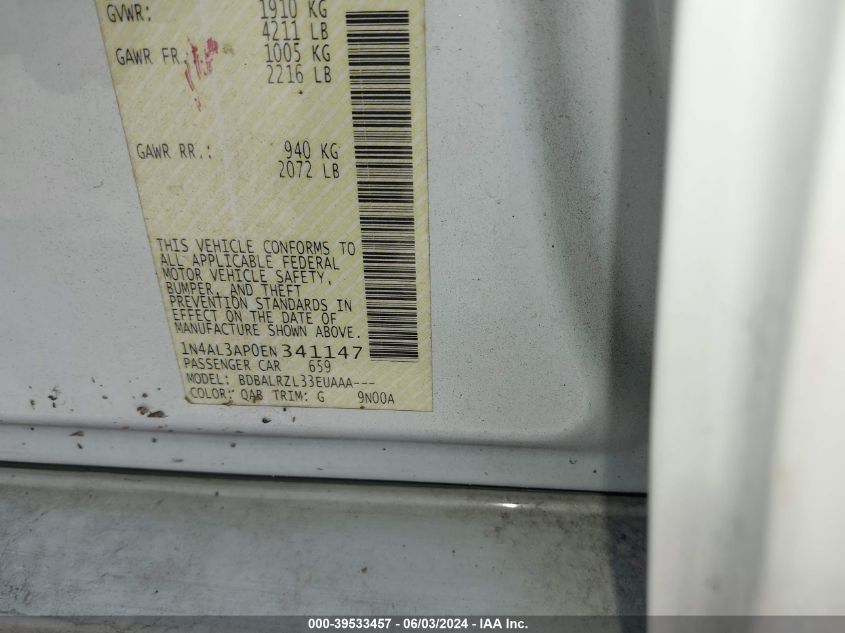 GVWR: 1910 KG
4211 LB
GAWR FR.: 1005 KG
2216 LB
GAWR RR.: 940 KG
2072 LB
THIS VEHICLE CONFORMS TO
ALL APPLICABLE FEDERAL
MOTOR VEHICLE SAFETY,
BUMPER, AND THEFT
PREVENTION STANDARDS IN
EFFECT ON THE DATE OF
MANUFACTURE SHOWN ABOVE.
1N4AL3AP0EN 341147
PASSENGER CAR 659
MODEL: BDBALRZL33EUAAA---
COLOR: QAB TRIM: G 9N00A
000-39533457 - 06/03/2024 - IAA Inc.